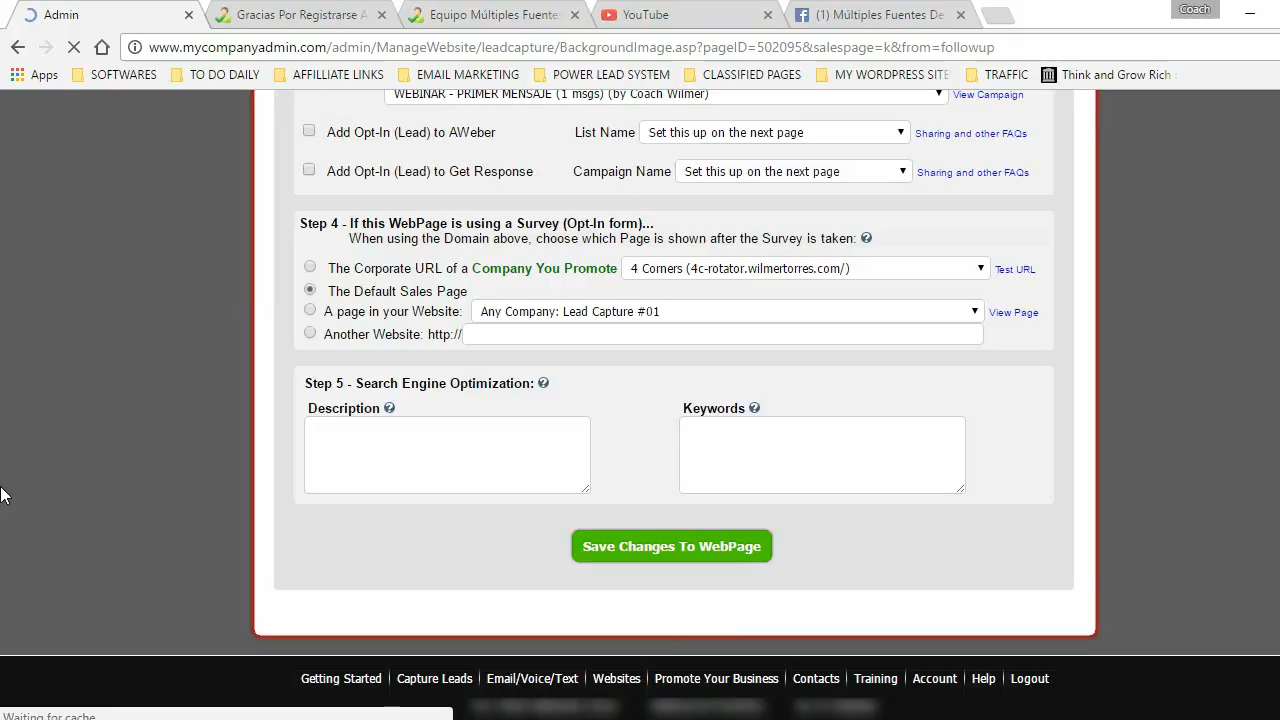 Admin
Gracias Por Registrarse A
Equipo Múltiples Fuente
YouTube
(1) Múltiples Fuentes De
Coach
www.mycompanyadmin.com/admin/ManageWebsite/leadcapture/BackgroundImage.asp?pageID=502095&salespage=k&from=followup
Apps SOFTWARES TO DO DAILY AFFILLIATE LINKS EMAIL MARKETING POWER LEAD SYSTEM CLASSIFIED PAGES MY WORDPRESS SITE TRAFFIC Think and Grow Rich
WEBINAR - PRIMER MENSAJE (1 msgs) (by Coach Wilmer) View Campaign
Add Opt-In (Lead) to AWeber List Name Set this up on the next page Sharing and other FAQs
Add Opt-In (Lead) to Get Response Campaign Name Set this up on the next page Sharing and other FAQs
Step 4 - If this WebPage is using a Survey (Opt-In form)...
When using the Domain above, choose which Page is shown after the Survey is taken: ?
The Corporate URL of a Company You Promote 4 Corners (4c-rotator.wilmertorres.com/) Test URL
The Default Sales Page
A page in your Website: Any Company: Lead Capture #01 View Page
Another Website: http://
Step 5 - Search Engine Optimization: ?
Description ? Keywords ?
Save Changes To WebPage
Getting Started Capture Leads Email/Voice/Text Websites Promote Your Business Contacts Training Account Help Logout
Waiting for cache